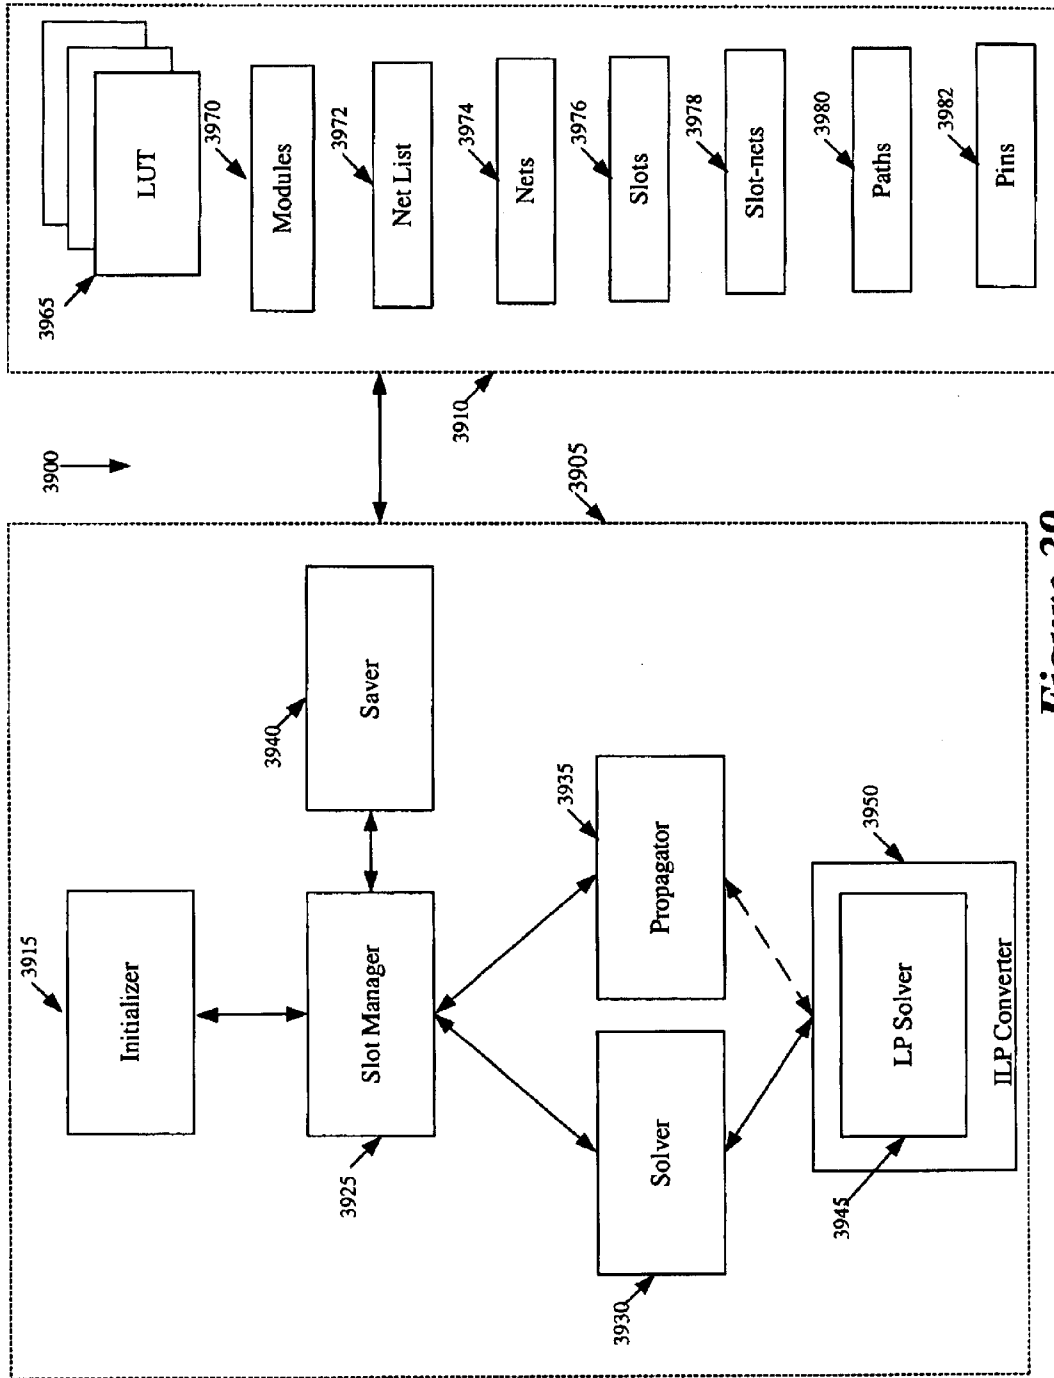 3900
3905
3915
Initializer
3925
Slot Manager
3940
Saver
3930
Solver
3935
Propagator
3945
LP Solver
3950
ILP Converter
3910
3965
LUT
3970
Modules
3972
Net List
3974
Nets
3976
Slots
3978
Slot-nets
3980
Paths
3982
Pins
Figure